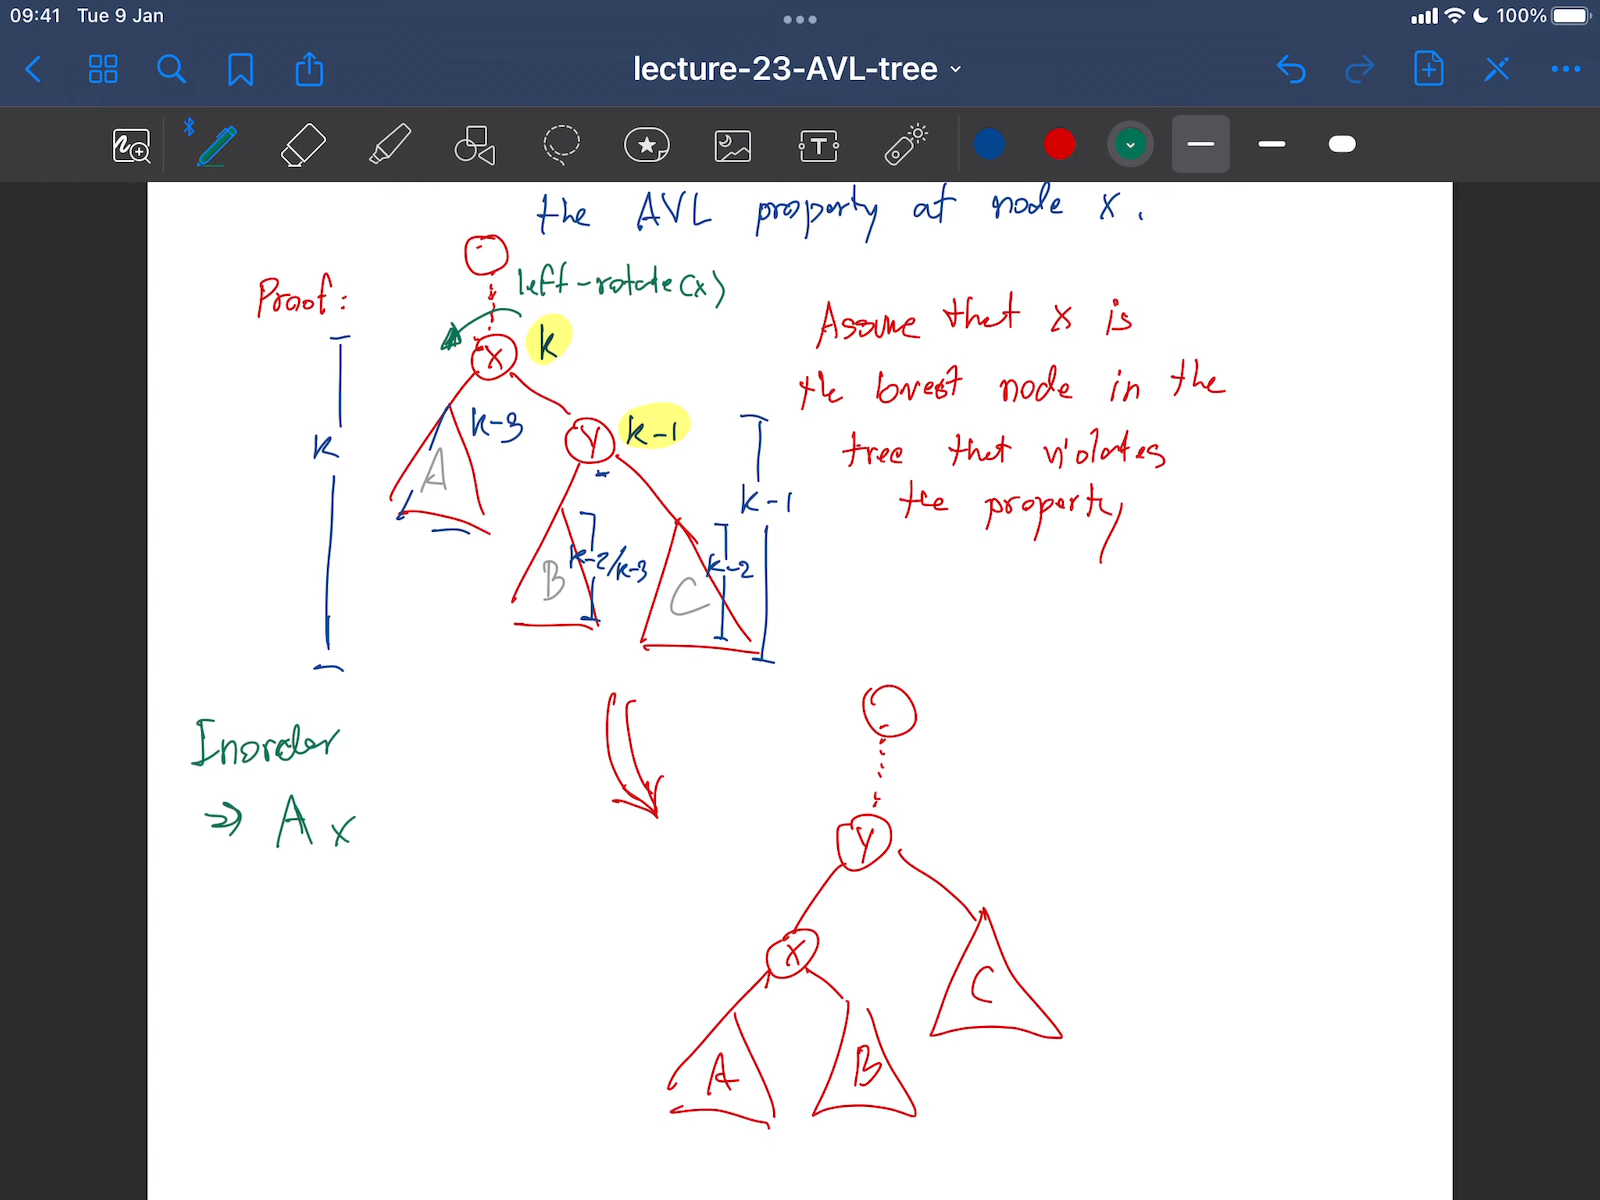 09:41 Tue 9 Jan
100%
lecture-23-AVL-tree
T
the AVL property at node x.
Proof:
left-rotate(x)
X
k
k-3
Y
k-1
A
k
B
k-2/k-3
C
k-2
k-1
Assume that x is
the lowest node in the
tree that violates
the property
Inorder
⇒ A x
Y
X
C
A
B